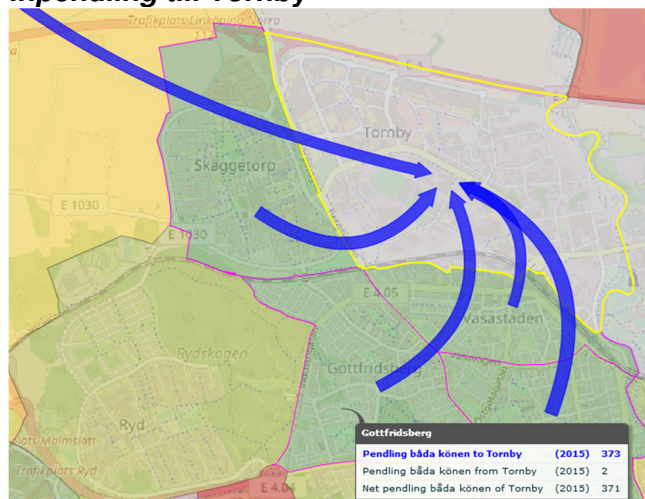 Inpendling till Tornby
Trafikplats Linköping Norra
E 4
Tornby
Skäggetorp
E 1030
E 1030
E 4.05
Vasastaden
Rydskogen
Vasavägen
Gottfridsberg
Östgötagatan
Ryd
Trafikplats Ryd
E 4.04
Gottfridsberg
Pendling båda könen to Tornby (2015) 373
Pendling båda könen from Tornby (2015) 2
Net pendling båda könen of Tornby (2015) 371